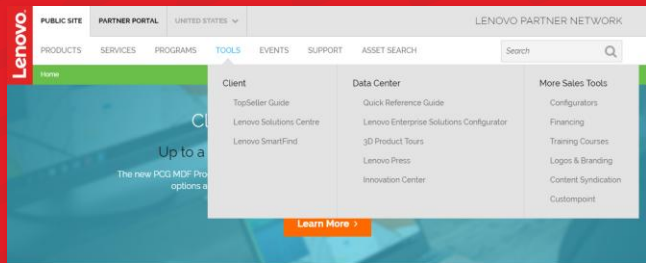 Lenovo.
PUBLIC SITE
PARTNER PORTAL
UNITED STATES
LENOVO PARTNER NETWORK
PRODUCTS
SERVICES
PROGRAMS
TOOLS
EVENTS
SUPPORT
ASSET SEARCH
Search
Home
Client
TopSeller Guide
Lenovo Solutions Centre
Lenovo SmartFind
Data Center
Quick Reference Guide
Lenovo Enterprise Solutions Configurator
3D Product Tours
Lenovo Press
Innovation Center
More Sales Tools
Configurators
Financing
Training Courses
Logos & Branding
Content Syndication
Custompoint
Up to a
The new PCG MDF
options
Learn More >